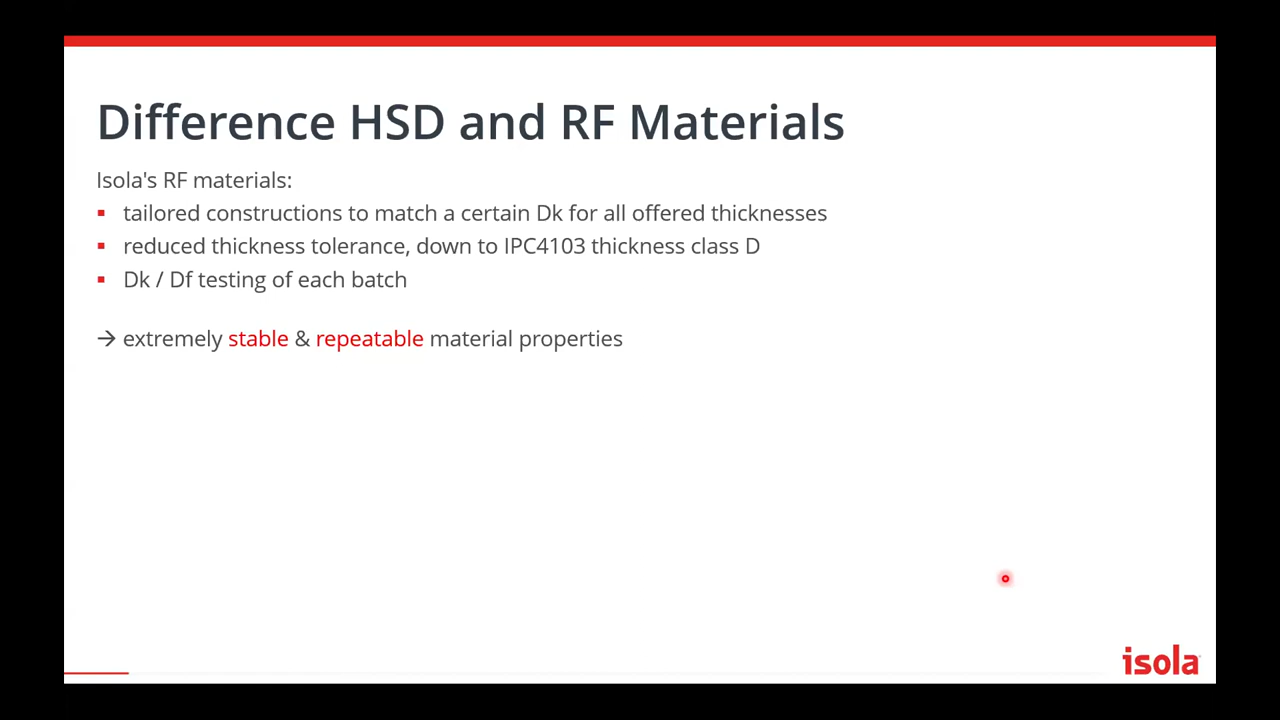 Difference HSD and RF Materials
Isola's RF materials:
▪ tailored constructions to match a certain Dk for all offered thicknesses
▪ reduced thickness tolerance, down to IPC4103 thickness class D
▪ Dk / Df testing of each batch
→ extremely stable & repeatable material properties
isola